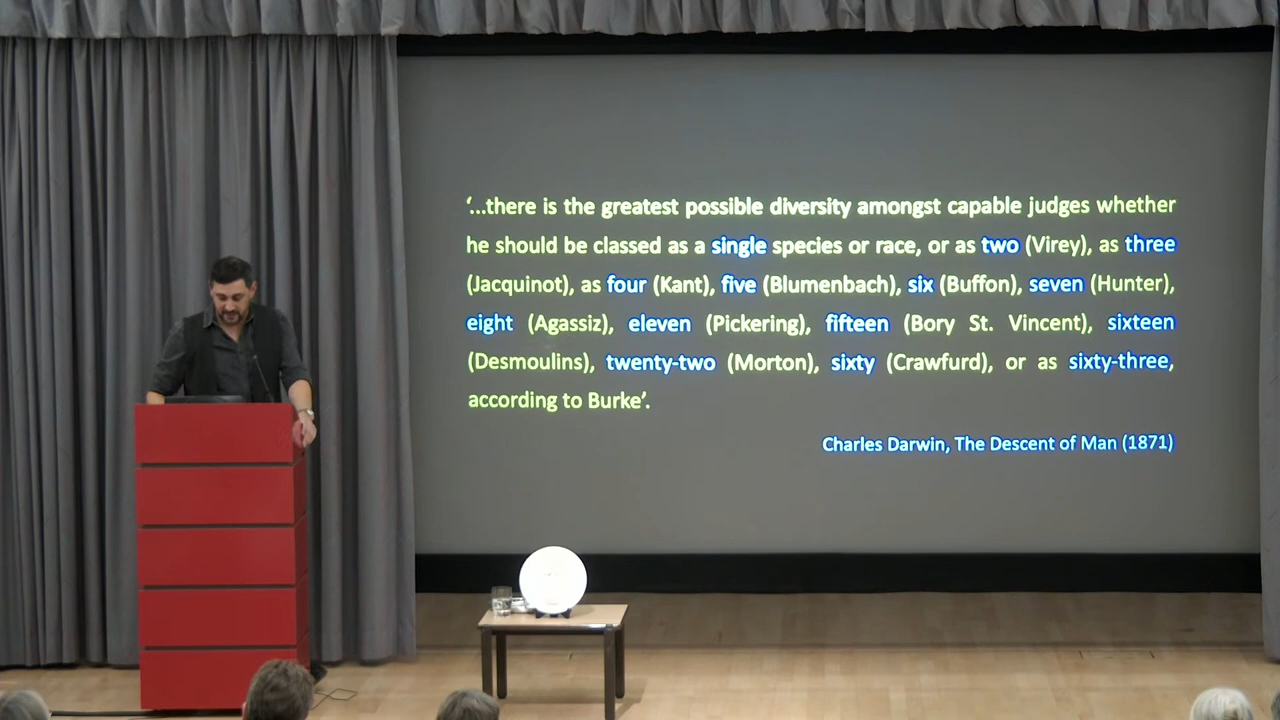 ‘...there is the greatest possible diversity amongst capable judges whether
he should be classed as a single species or race, or as two (Virey), as three
(Jacquinot), as four (Kant), five (Blumenbach), six (Buffon), seven (Hunter),
eight (Agassiz), eleven (Pickering), fifteen (Bory St. Vincent), sixteen
(Desmoulins), twenty-two (Morton), sixty (Crawfurd), or as sixty-three,
according to Burke’.
Charles Darwin, The Descent of Man (1871)